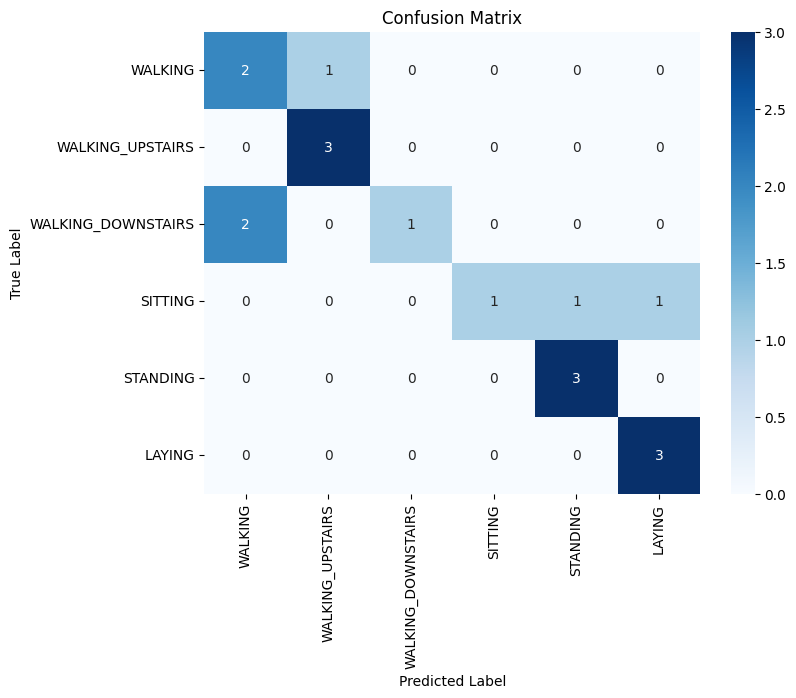 Confusion Matrix
WALKING 2 1 0 0 0 0
WALKING_UPSTAIRS 0 3 0 0 0 0
WALKING_DOWNSTAIRS 2 0 1 0 0 0
SITTING 0 0 0 1 1 1
STANDING 0 0 0 0 3 0
LAYING 0 0 0 0 0 3
True Label
WALKING
WALKING_UPSTAIRS
WALKING_DOWNSTAIRS
SITTING
STANDING
LAYING
Predicted Label
3.0
2.5
2.0
1.5
1.0
0.5
0.0